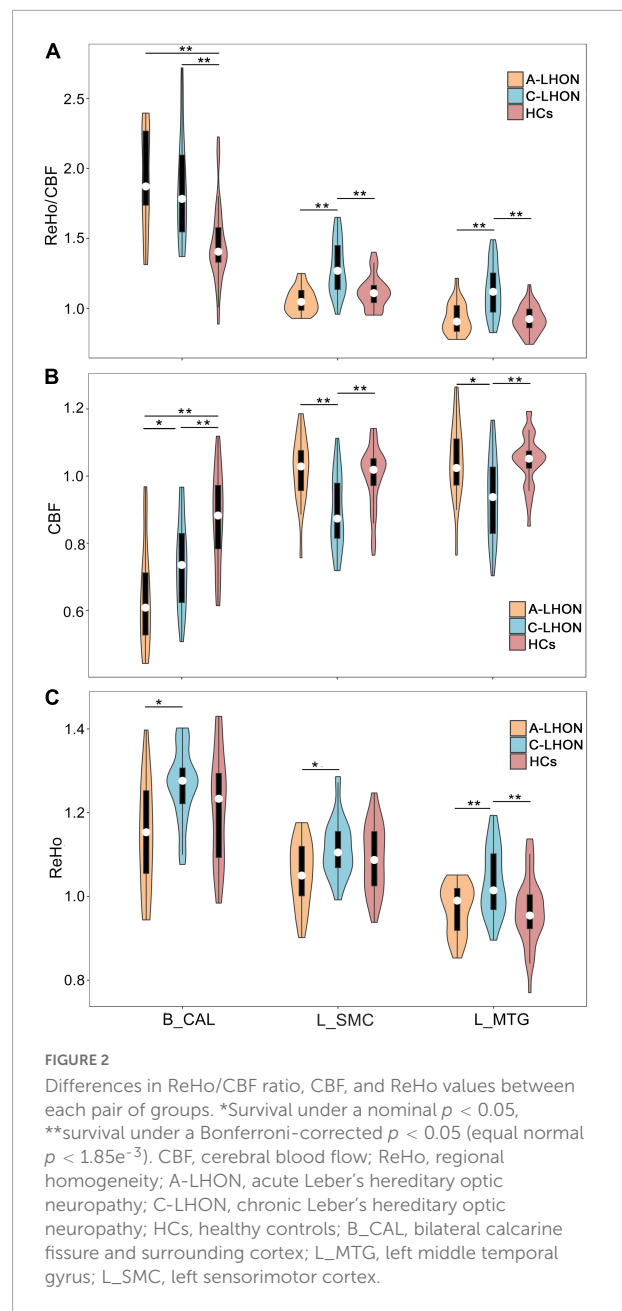 A
** 
**
A-LHON
C-LHON
HCs
2.5
2.0
1.5
1.0
ReHo/CBF
**
**
**
**
B
1.2
1.0
0.8
0.6
CBF
**
*
**
**
**
*
**
A-LHON
C-LHON
HCs
C
1.4
1.2
1.0
0.8
ReHo
*
*
**
**
A-LHON
C-LHON
HCs
B_CAL L_SMC L_MTG
FIGURE 2
Differences in ReHo/CBF ratio, CBF, and ReHo values between
each pair of groups. *Survival under a nominal p < 0.05,
**survival under a Bonferroni-corrected p < 0.05 (equal normal
p < 1.85e-3). CBF, cerebral blood flow; ReHo, regional
homogeneity; A-LHON, acute Leber's hereditary optic
neuropathy; C-LHON, chronic Leber's hereditary optic
neuropathy; HCs, healthy controls; B_CAL, bilateral calcarine
fissure and surrounding cortex; L_MTG, left middle temporal
gyrus; L_SMC, left sensorimotor cortex.